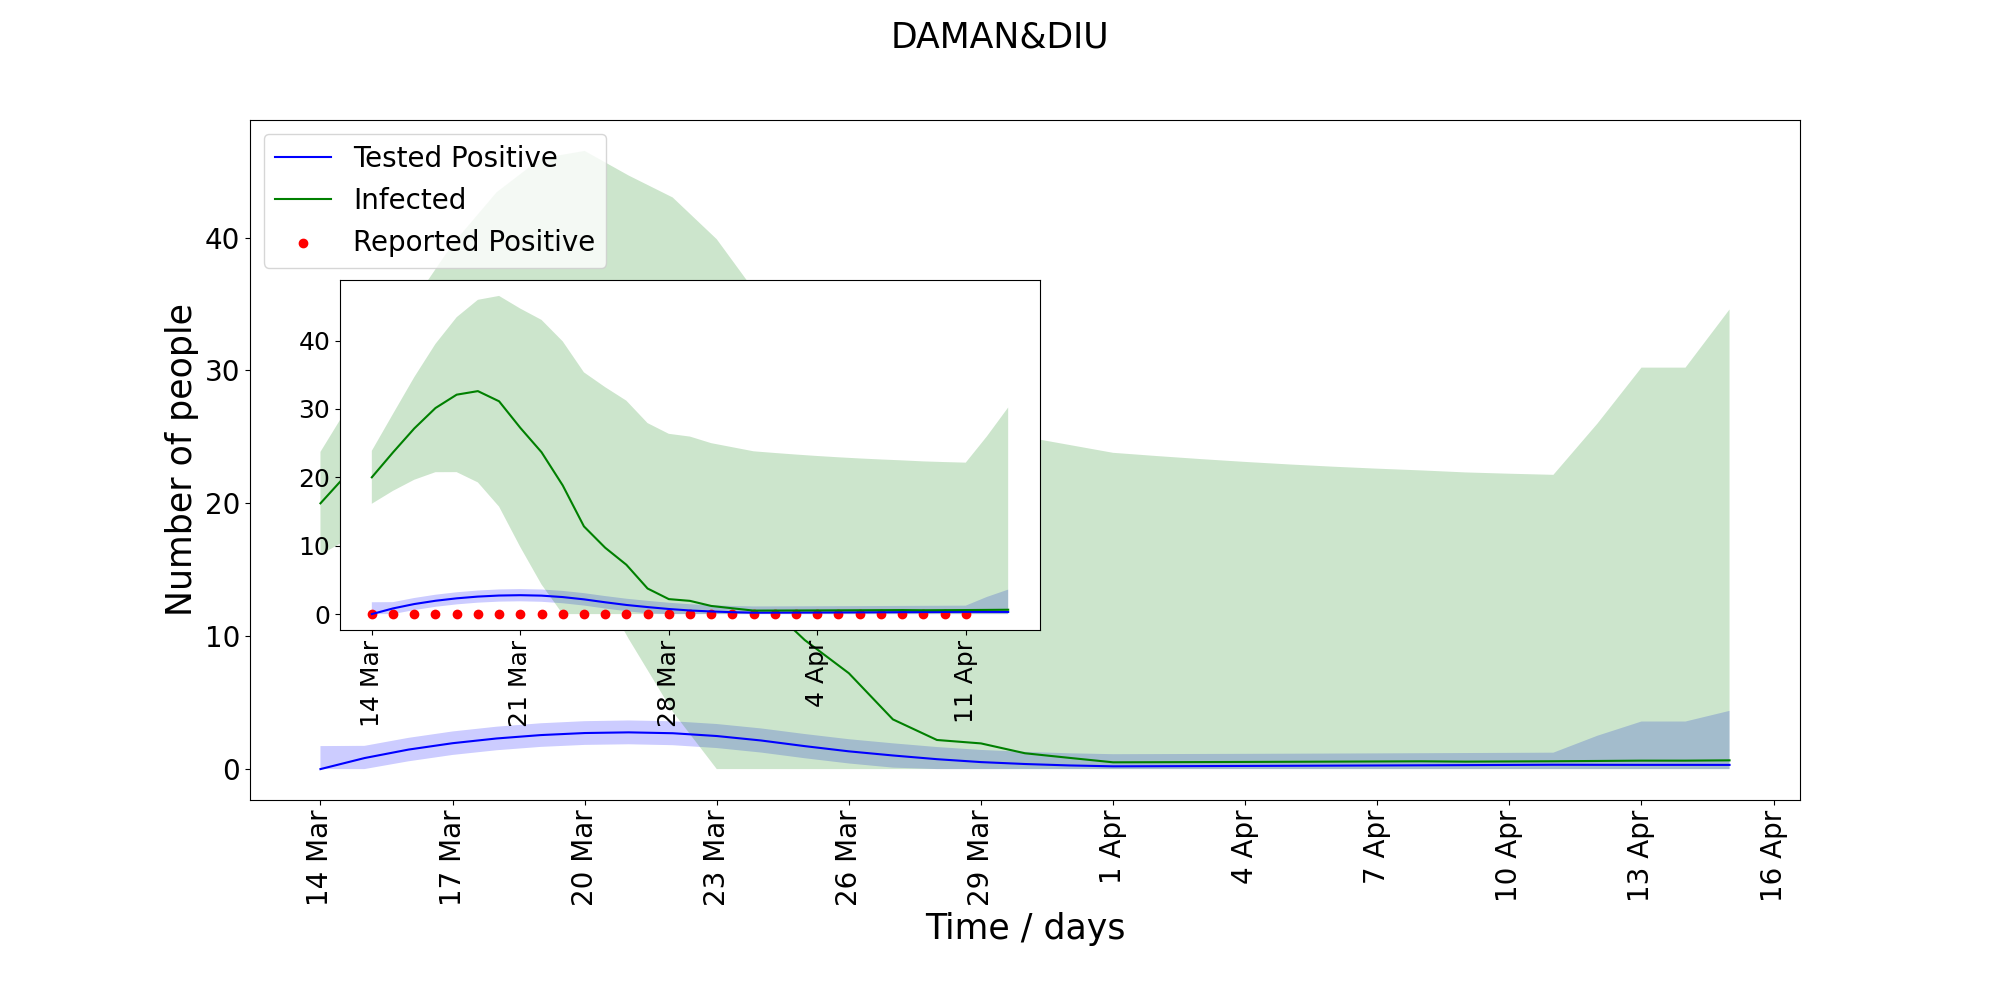 DAMAN&DIU
Tested Positive
Infected
Reported Positive
Number of people
40
30
20
10
0
40
30
20
10
0
14 Mar
21 Mar
28 Mar
4 Apr
11 Apr
14 Mar
17 Mar
20 Mar
23 Mar
26 Mar
29 Mar
1 Apr
4 Apr
7 Apr
10 Apr
13 Apr
16 Apr
Time / days